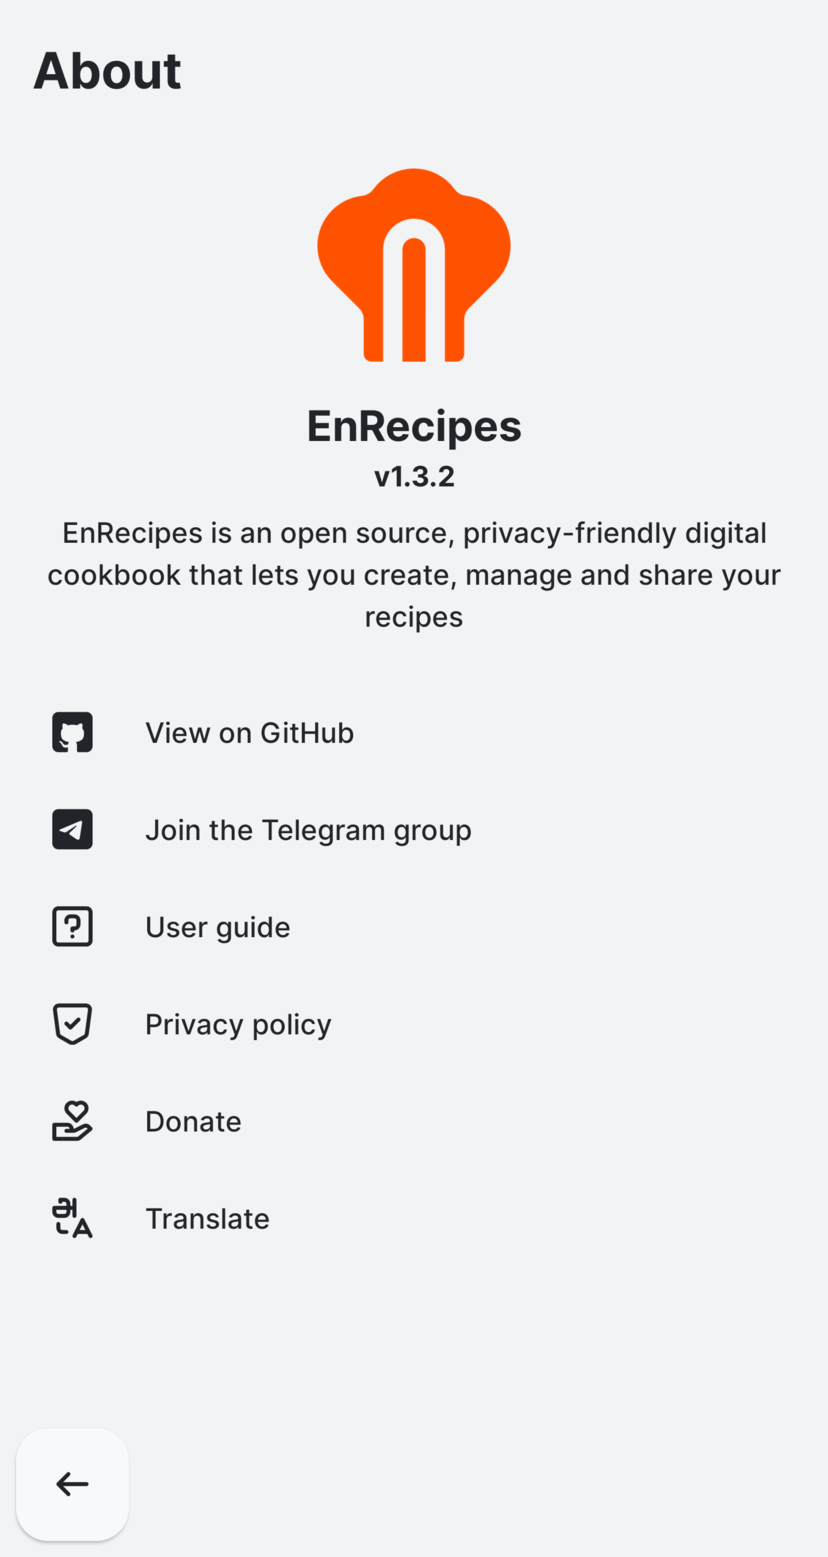 About
EnRecipes
v1.3.2
EnRecipes is an open source, privacy-friendly digital
cookbook that lets you create, manage and share your
recipes
View on GitHub
Join the Telegram group
User guide
Privacy policy
Donate
Translate